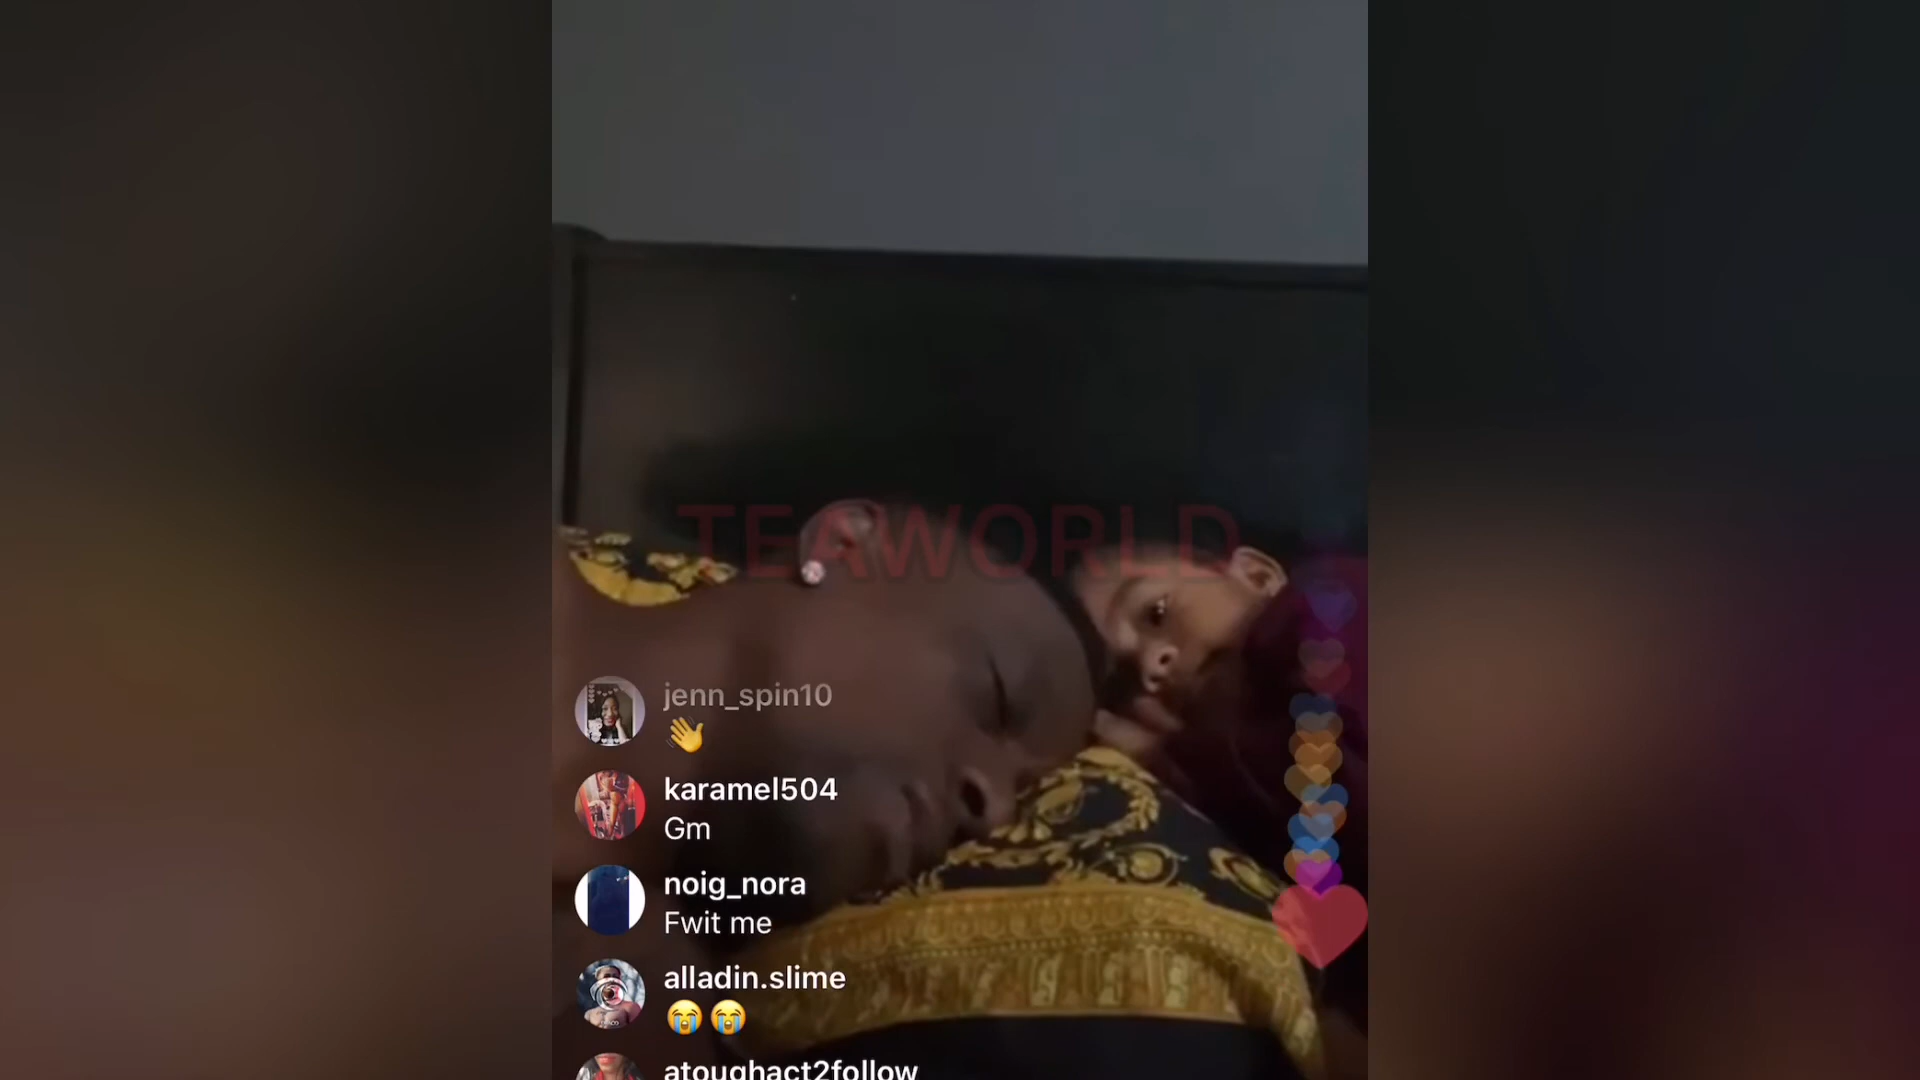 TEAWORLD
jenn_spin10
👋
karamel504
Gm
noig_nora
Fwit me
alladin.slime
😭😭
atoughact2follow